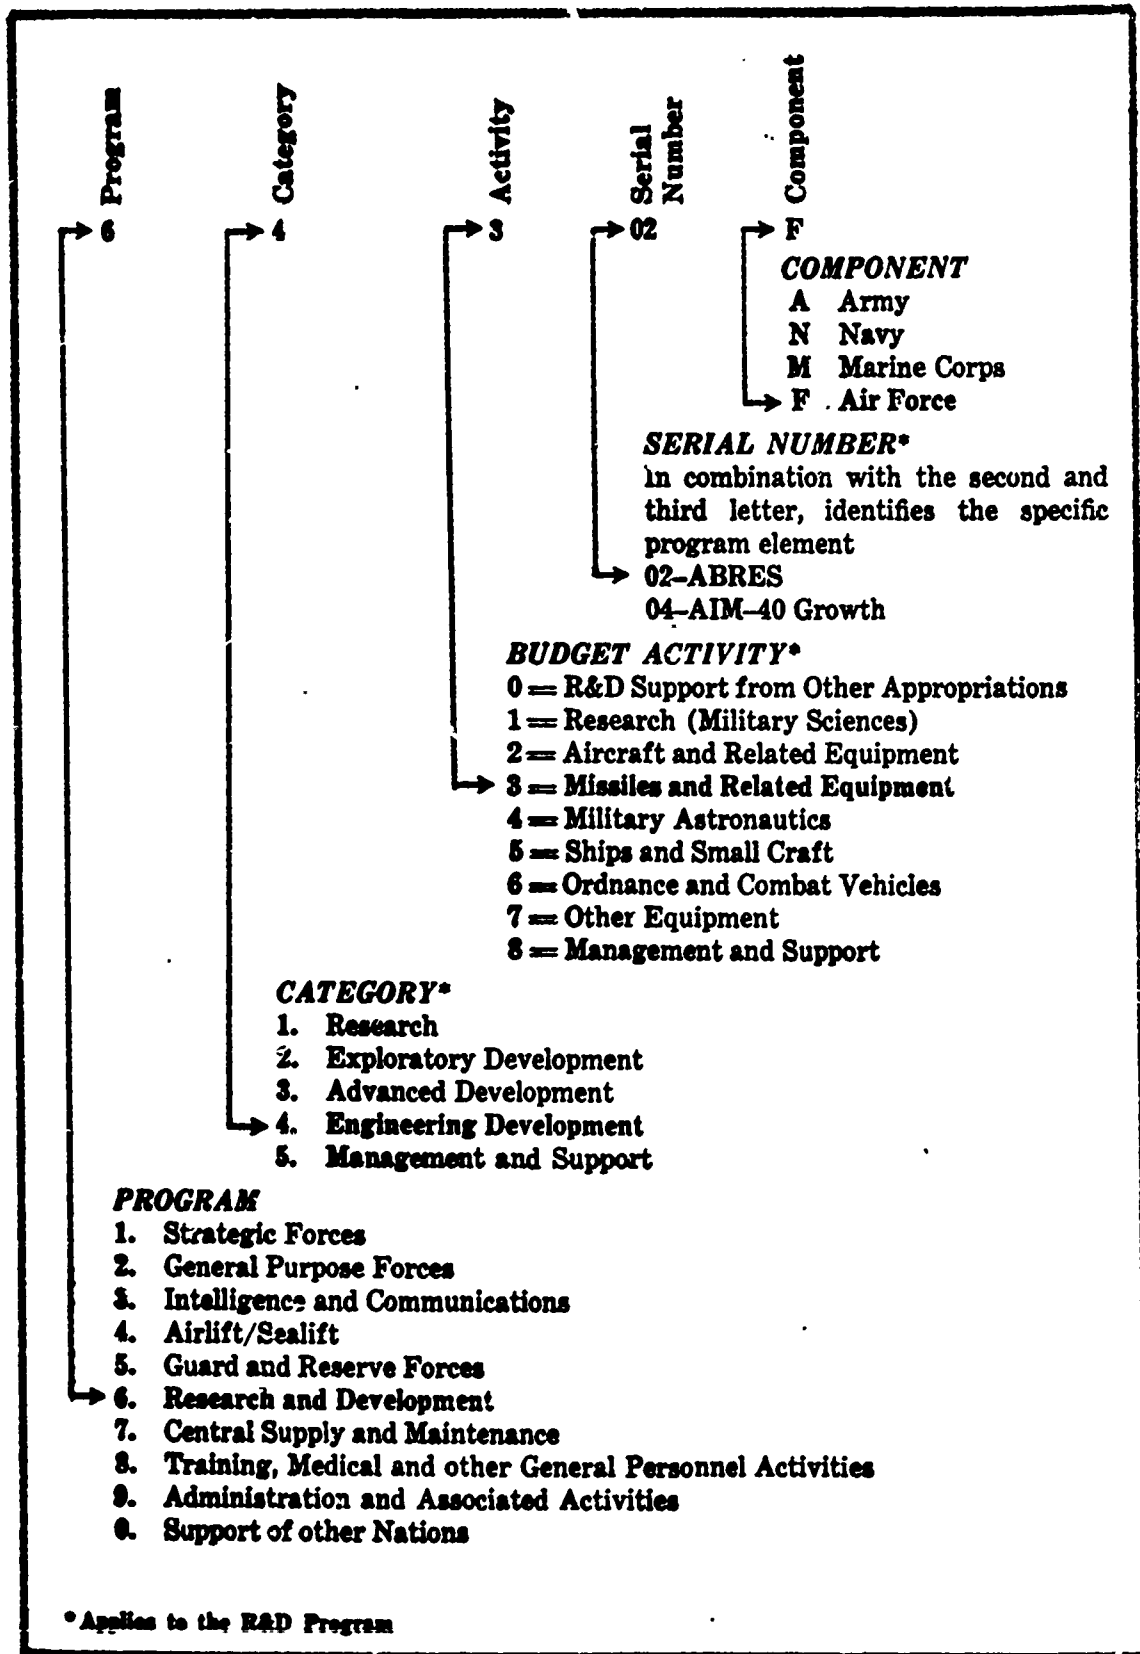 Program
Category
Activity
Serial
Number
Component
6 4 3 02 F
COMPONENT
A Army
N Navy
M Marine Corps
F Air Force
SERIAL NUMBER*
In combination with the second and
third letter, identifies the specific
program element
02–ABRES
04–AIM–40 Growth
BUDGET ACTIVITY*
0 = R&D Support from Other Appropriations
1 = Research (Military Sciences)
2 = Aircraft and Related Equipment
3 = Missiles and Related Equipment
4 = Military Astronautics
5 = Ships and Small Craft
6 = Ordnance and Combat Vehicles
7 = Other Equipment
8 = Management and Support
CATEGORY*
1. Research
2. Exploratory Development
3. Advanced Development
4. Engineering Development
5. Management and Support
PROGRAM
1. Strategic Forces
2. General Purpose Forces
3. Intelligence and Communications
4. Airlift/Sealift
5. Guard and Reserve Forces
6. Research and Development
7. Central Supply and Maintenance
8. Training, Medical and other General Personnel Activities
9. Administration and Associated Activities
0. Support of other Nations
*Applies to the R&D Program